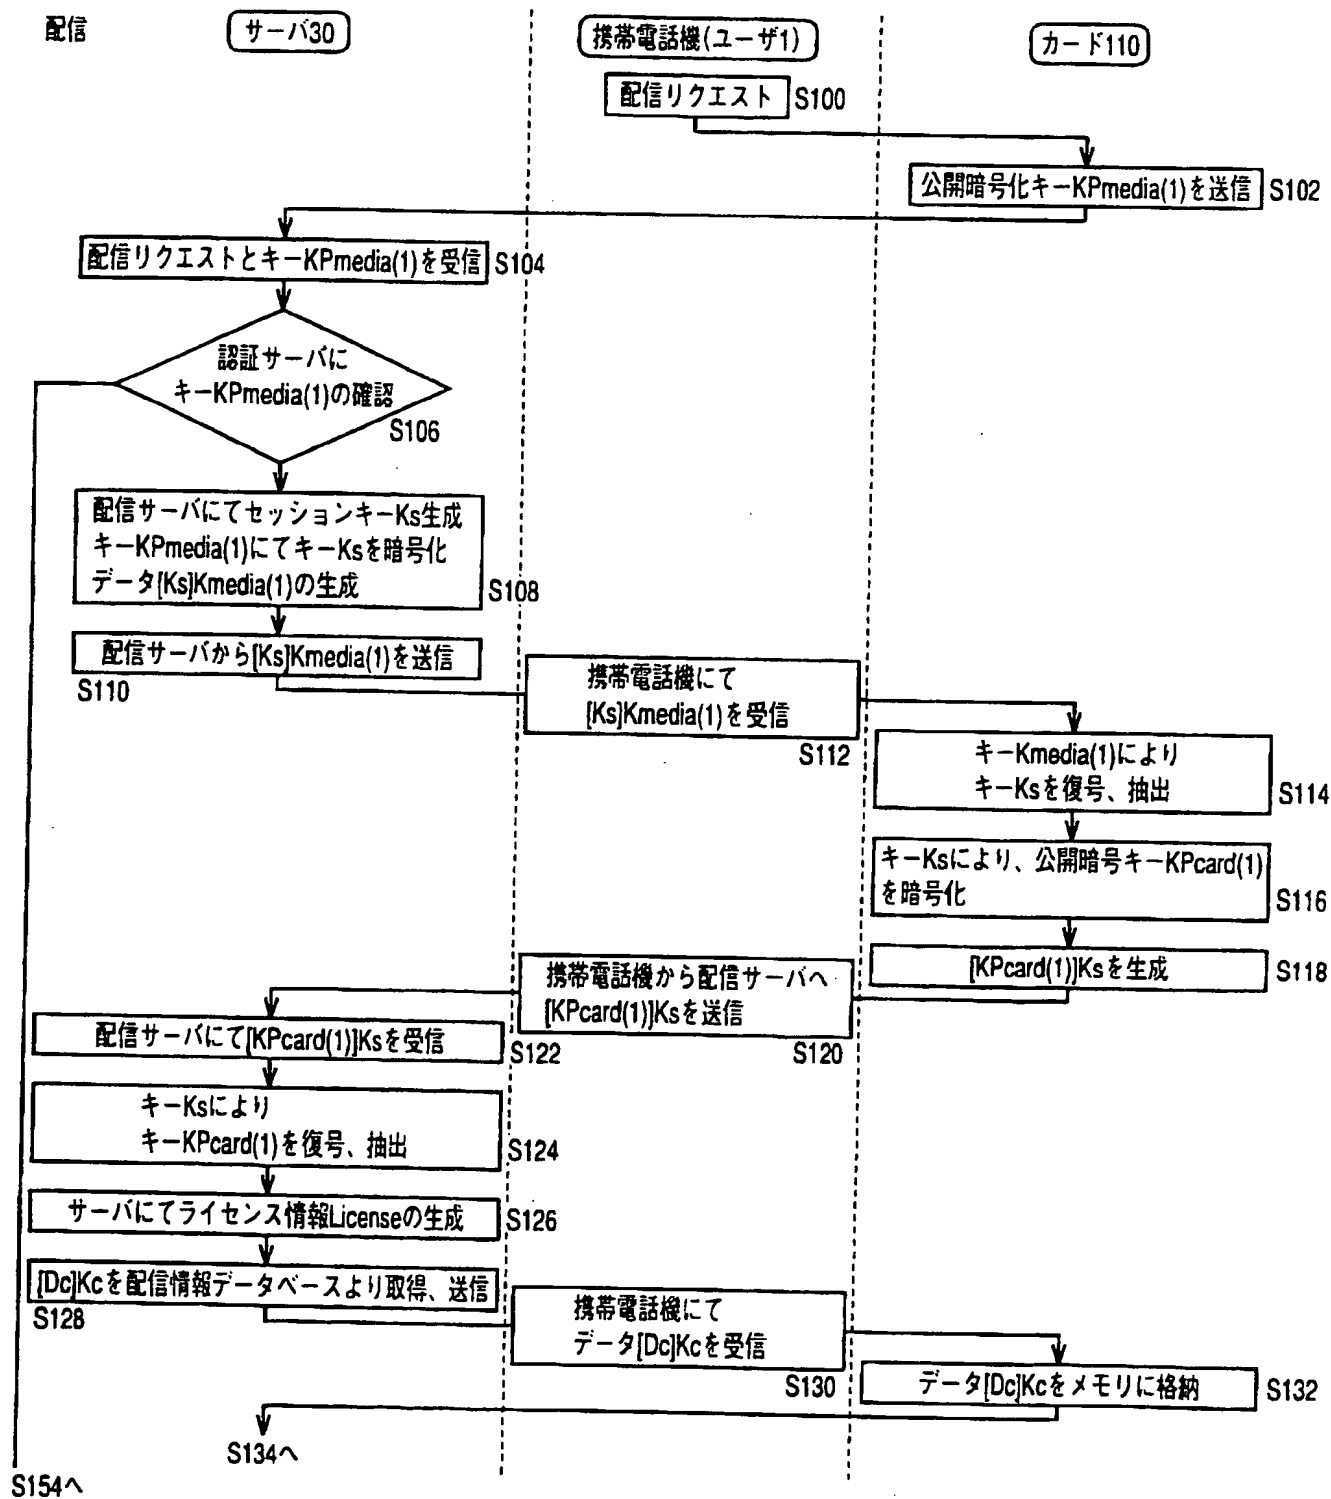 配信
サーバ30
携帯電話機(ユーザ1)
カード110
配信リクエスト
S100
公開暗号化キーKPmedia(1)を送信
S102
配信リクエストとキーKPmedia(1)を受信
S104
認証サーバに
キーKPmedia(1)の確認
S106
配信サーバにてセッションキーKs生成
キーKPmedia(1)にてキーKsを暗号化
データ[Ks]Kmedia(1)の生成
S108
配信サーバから[Ks]Kmedia(1)を送信
S110
携帯電話機にて
[Ks]Kmedia(1)を受信
S112
キーKmedia(1)により
キーKsを復号、抽出
S114
キーKsにより、公開暗号キーKPcard(1)
を暗号化
S116
[KPcard(1)]Ksを生成
S118
携帯電話機から配信サーバへ
[KPcard(1)]Ksを送信
S120
配信サーバにて[KPcard(1)]Ksを受信
S122
キーKsにより
キーKPcard(1)を復号、抽出
S124
サーバにてライセンス情報Licenseの生成
S126
[Dc]Kcを配信情報データベースより取得、送信
S128
携帯電話機にて
データ[Dc]Kcを受信
S130
データ[Dc]Kcをメモリに格納
S132
S134へ
S154へ